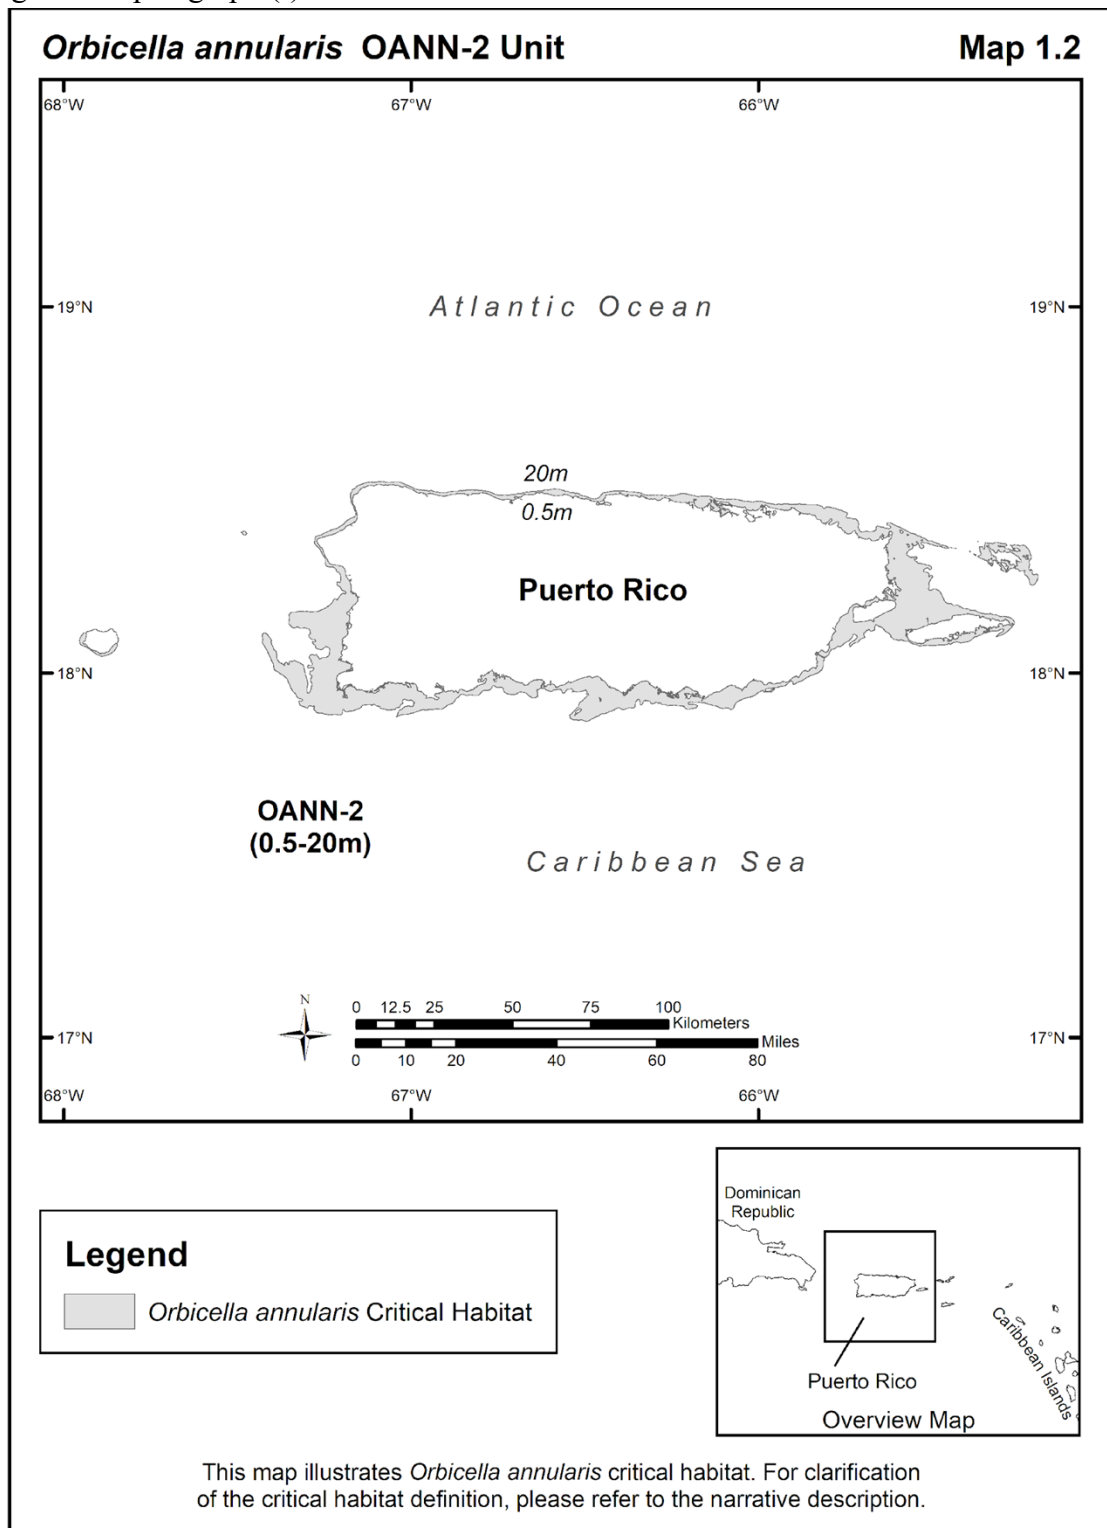 Orbicella annularis OANN-2 Unit
Map 1.2
68°W
67°W
66°W
19°N
19°N
Atlantic Ocean
20m
0.5m
Puerto Rico
18°N
18°N
OANN-2
(0.5-20m)
Caribbean Sea
N
0 12.5 25 50 75 100
Kilometers
Miles
0 10 20 40 60 80
17°N
17°N
68°W
67°W
66°W
Legend
Orbicella annularis Critical Habitat
Dominican
Republic
Caribbean Islands
Puerto Rico
Overview Map
This map illustrates Orbicella annularis critical habitat. For clarification
of the critical habitat definition, please refer to the narrative description.